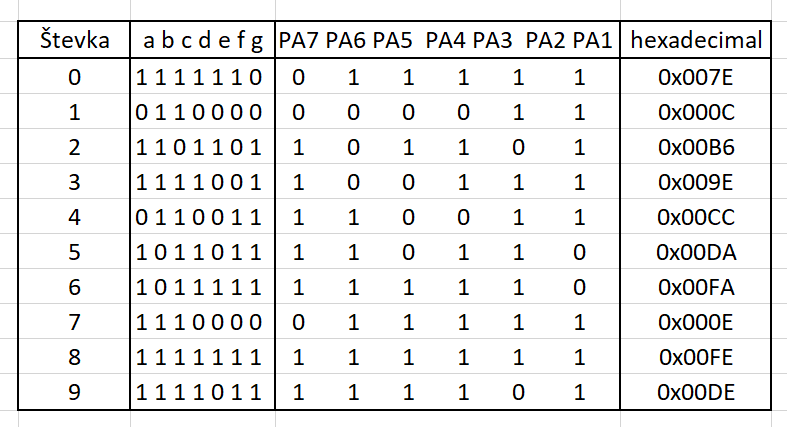 Števka a b c d e f g PA7 PA6 PA5 PA4 PA3 PA2 PA1 hexadecimal
0 1 1 1 1 1 1 0 0 1 1 1 1 1 1 0x007E
1 0 1 1 0 0 0 0 0 0 0 0 0 1 1 0x000C
2 1 1 0 1 1 0 1 1 0 1 1 0 1 1 0x00B6
3 1 1 1 1 0 0 1 1 0 0 1 1 1 1 0x009E
4 0 1 1 0 0 1 1 1 1 0 0 1 1 0x00CC
5 1 0 1 1 0 1 1 1 1 0 1 1 0 0x00DA
6 1 0 1 1 1 1 1 1 1 1 1 1 0 0x00FA
7 1 1 1 0 0 0 0 0 1 1 1 1 1 1 0x000E
8 1 1 1 1 1 1 1 1 1 1 1 1 1 1 0x00FE
9 1 1 1 1 0 1 1 1 1 1 1 0 1 0x00DE